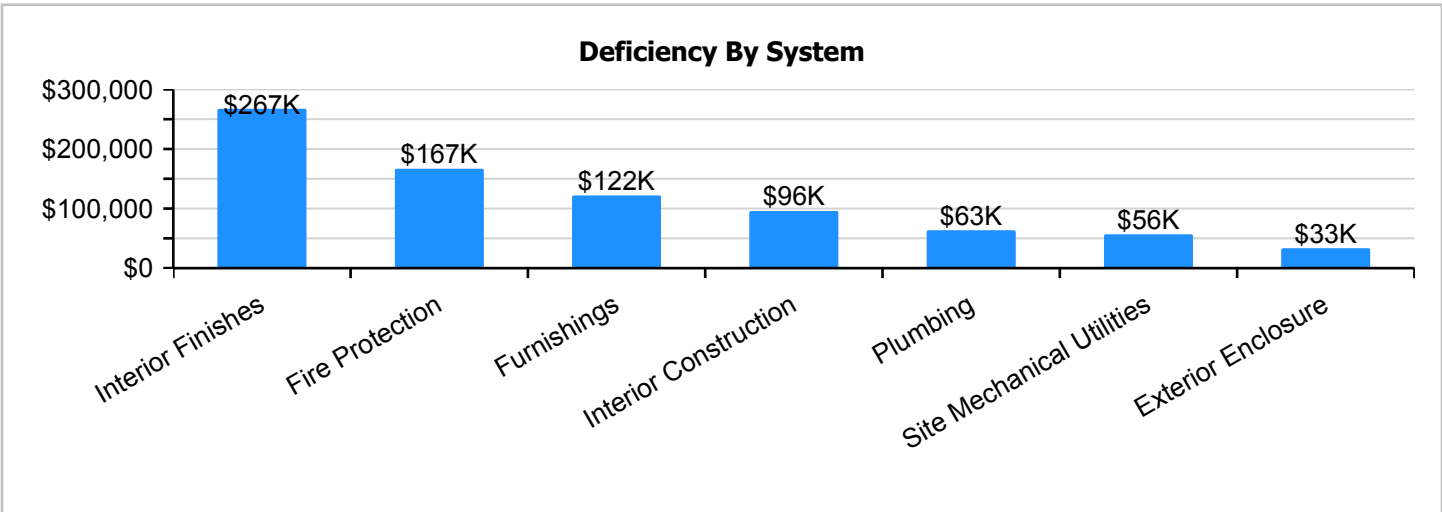 Deficiency By System
$300,000
$200,000
$100,000
$0
$267K
$167K
$122K
$96K
$63K
$56K
$33K
Interior Finishes
Fire Protection
Furnishings
Interior Construction
Plumbing
Site Mechanical Utilities
Exterior Enclosure